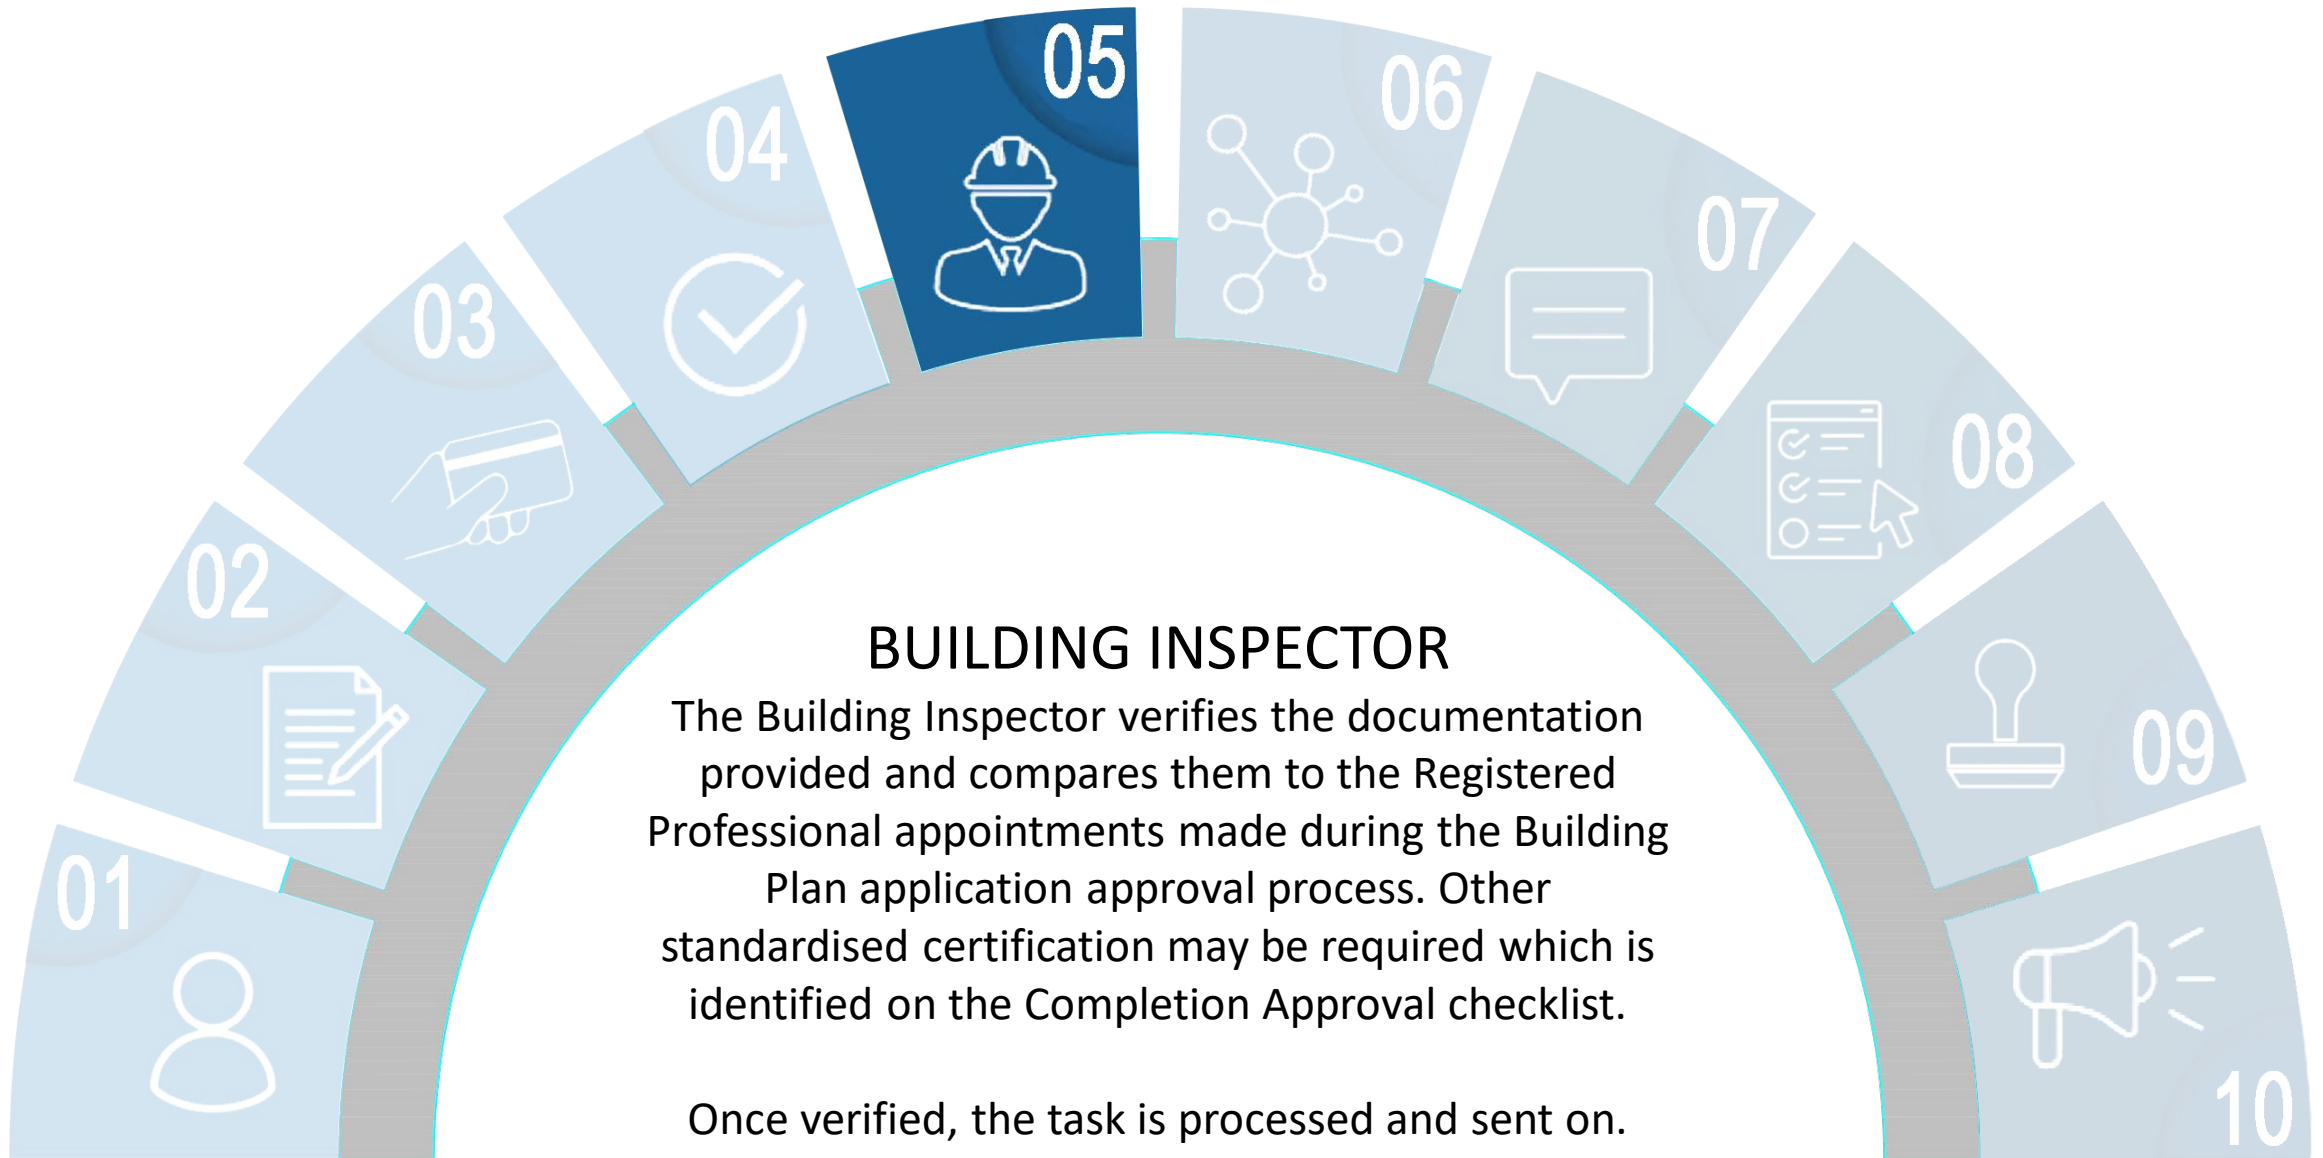 01
02
03
04
05
06
07
08
09
10
BUILDING INSPECTOR
The Building Inspector verifies the documentation
provided and compares them to the Registered
Professional appointments made during the Building
Plan application approval process. Other
standardised certification may be required which is
identified on the Completion Approval checklist.
Once verified, the task is processed and sent on.